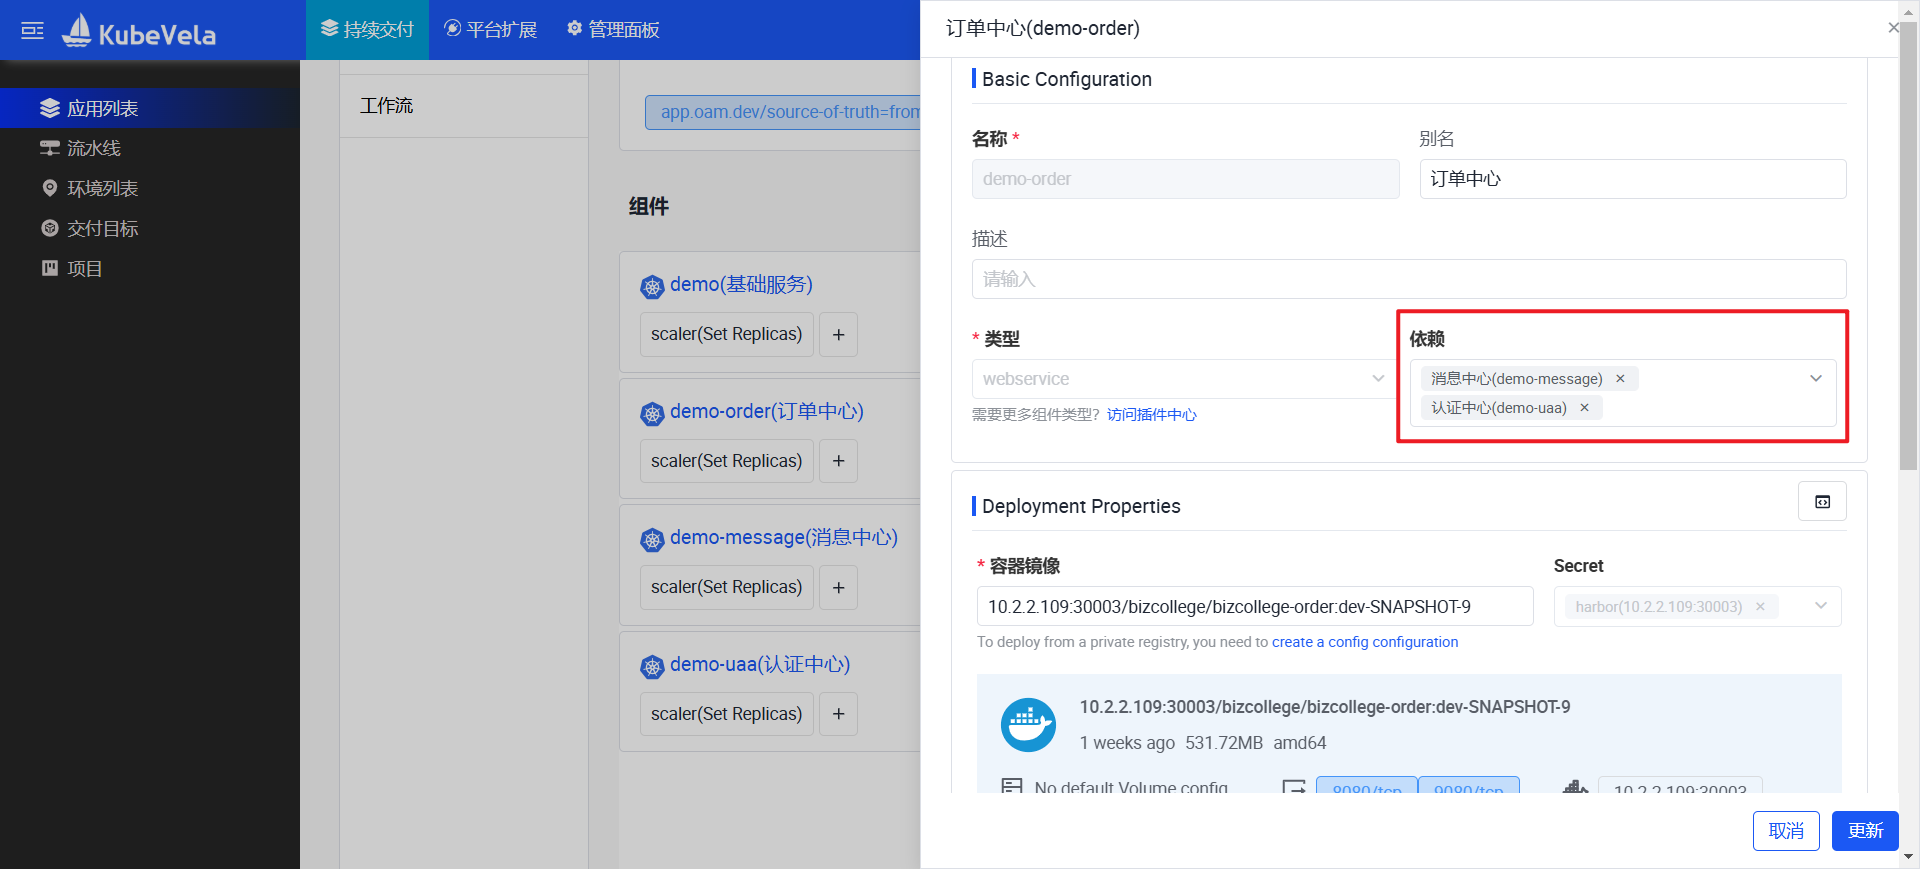 KubeVela
持续交付
平台扩展
管理面板
应用列表
流水线
环境列表
交付目标
项目
工作流
app.oam.dev/source-of-truth=from
组件
demo(基础服务)
scaler(Set Replicas)
+
demo-order(订单中心)
scaler(Set Replicas)
+
demo-message(消息中心)
scaler(Set Replicas)
+
demo-uaa(认证中心)
scaler(Set Replicas)
+
订单中心(demo-order)
Basic Configuration
名称 *
别名
demo-order
订单中心
描述
请输入
* 类型
依赖
webservice
消息中心(demo-message) ×
认证中心(demo-uaa) ×
需要更多组件类型? 访问插件中心
Deployment Properties
* 容器镜像
Secret
10.2.2.109:30003/bizcollege/bizcollege-order:dev-SNAPSHOT-9
harbor(10.2.2.109:30003) ×
To deploy from a private registry, you need to create a config configuration
10.2.2.109:30003/bizcollege/bizcollege-order:dev-SNAPSHOT-9
1 weeks ago 531.72MB amd64
No default Volume config
8080/tcp
9080/tcp
10.2.2.109:30003
取消
更新